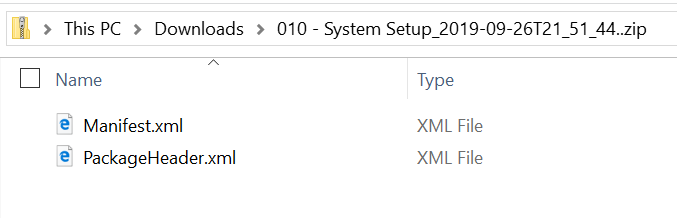 This PC > Downloads > 010 - System Setup_2019-09-26T21_51_44..zip
Name Type
Manifest.xml XML File
PackageHeader.xml XML File